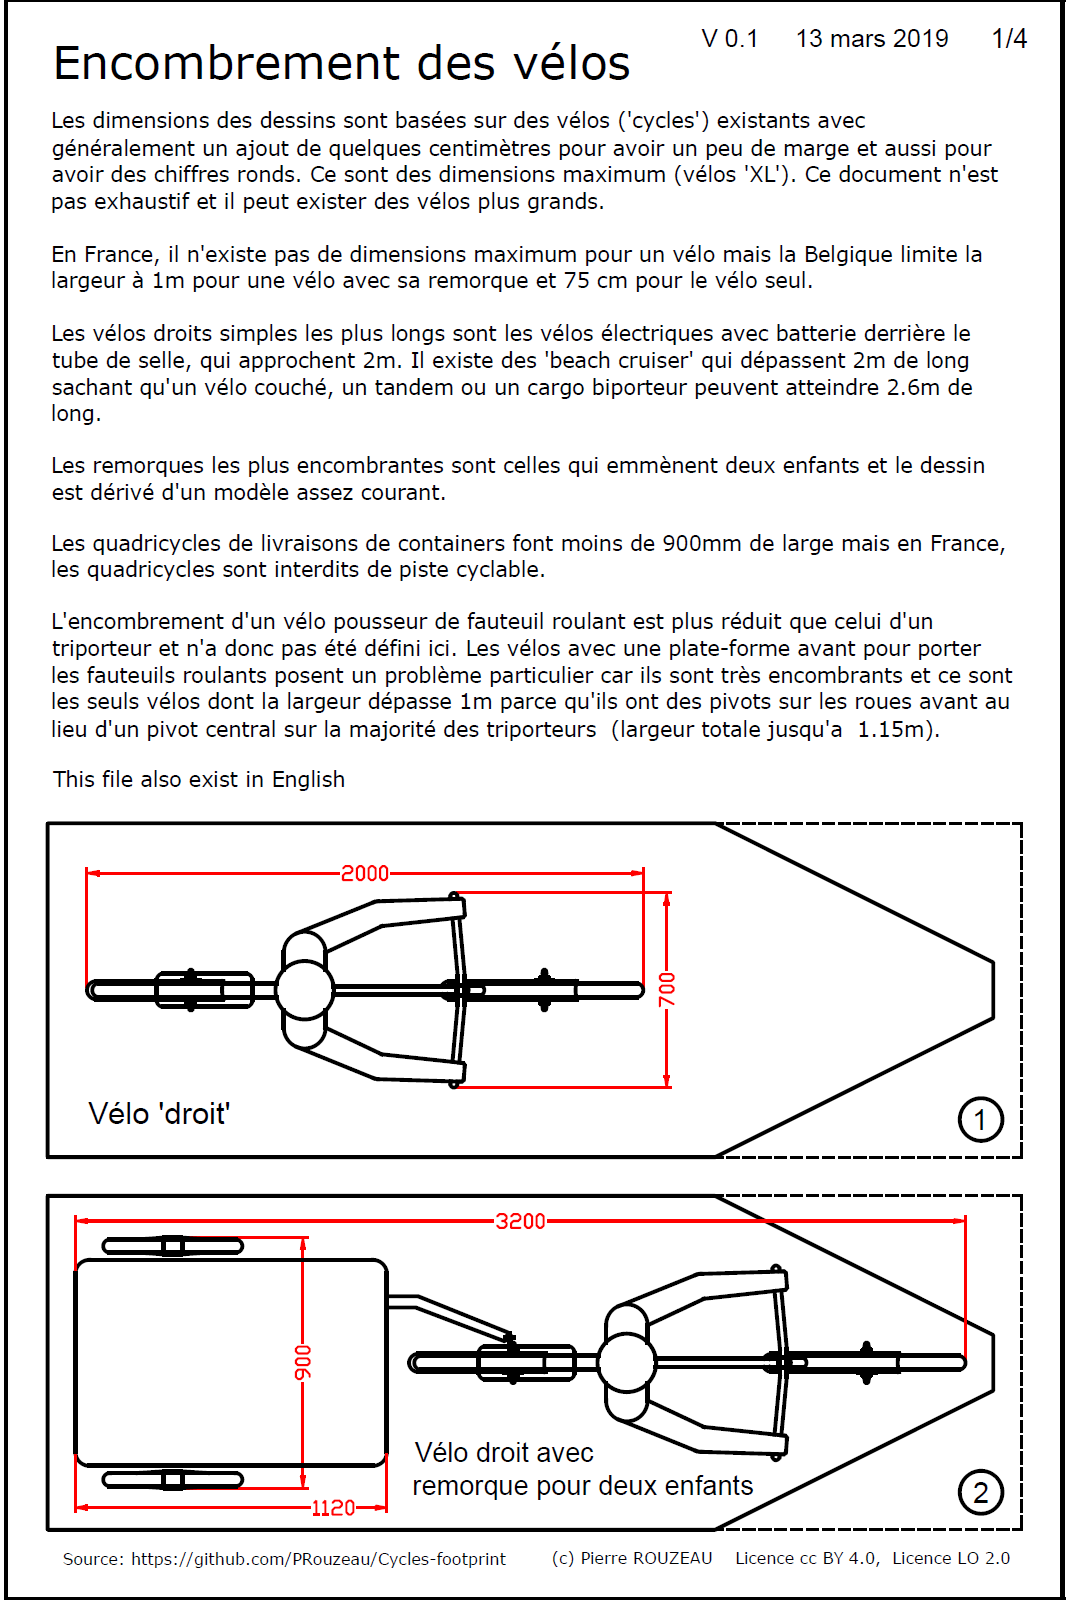 V 0.1 13 mars 2019 1/4
Encombrement des vélos
Les dimensions des dessins sont basées sur des vélos ('cycles') existants avec
généralement un ajout de quelques centimètres pour avoir un peu de marge et aussi pour
avoir des chiffres ronds. Ce sont des dimensions maximum (vélos 'XL'). Ce document n'est
pas exhaustif et il peut exister des vélos plus grands.
En France, il n'existe pas de dimensions maximum pour un vélo mais la Belgique limite la
largeur à 1m pour une vélo avec sa remorque et 75 cm pour le vélo seul.
Les vélos droits simples les plus longs sont les vélos électriques avec batterie derrière le
tube de selle, qui approchent 2m. Il existe des 'beach cruiser' qui dépassent 2m de long
sachant qu'un vélo couché, un tandem ou un cargo biporteur peuvent atteindre 2.6m de
long.
Les remorques les plus encombrantes sont celles qui emmènent deux enfants et le dessin
est dérivé d'un modèle assez courant.
Les quadricycles de livraisons de containers font moins de 900mm de large mais en France,
les quadricycles sont interdits de piste cyclable.
L'encombrement d'un vélo pousseur de fauteuil roulant est plus réduit que celui d'un
triporteur et n'a donc pas été défini ici. Les vélos avec une plate-forme avant pour porter
les fauteuils roulants posent un problème particulier car ils sont très encombrants et ce sont
les seuls vélos dont la largeur dépasse 1m parce qu'ils ont des pivots sur les roues avant au
lieu d'un pivot central sur la majorité des triporteurs (largeur totale jusqu'a 1.15m).
This file also exist in English
2000
700
Vélo 'droit'
1
3200
900
Vélo droit avec
remorque pour deux enfants
2
1120
Source: https://github.com/PRouzeau/Cycles-footprint (c) Pierre ROUZEAU Licence cc BY 4.0, Licence LO 2.0